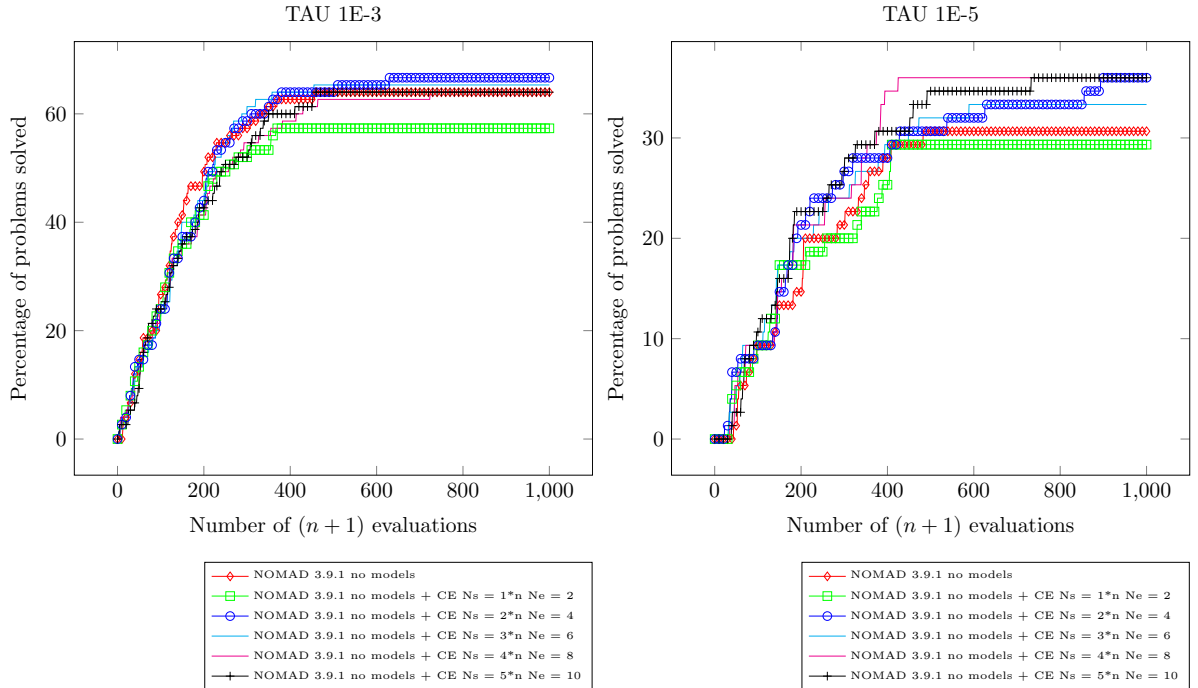 TAU 1E-3
Percentage of problems solved
60
40
20
0
0 200 400 600 800 1,000
Number of (n + 1) evaluations
NOMAD 3.9.1 no models
NOMAD 3.9.1 no models + CE Ns = 1*n Ne = 2
NOMAD 3.9.1 no models + CE Ns = 2*n Ne = 4
NOMAD 3.9.1 no models + CE Ns = 3*n Ne = 6
NOMAD 3.9.1 no models + CE Ns = 4*n Ne = 8
NOMAD 3.9.1 no models + CE Ns = 5*n Ne = 10
TAU 1E-5
Percentage of problems solved
30
20
10
0
0 200 400 600 800 1,000
Number of (n + 1) evaluations
NOMAD 3.9.1 no models
NOMAD 3.9.1 no models + CE Ns = 1*n Ne = 2
NOMAD 3.9.1 no models + CE Ns = 2*n Ne = 4
NOMAD 3.9.1 no models + CE Ns = 3*n Ne = 6
NOMAD 3.9.1 no models + CE Ns = 4*n Ne = 8
NOMAD 3.9.1 no models + CE Ns = 5*n Ne = 10